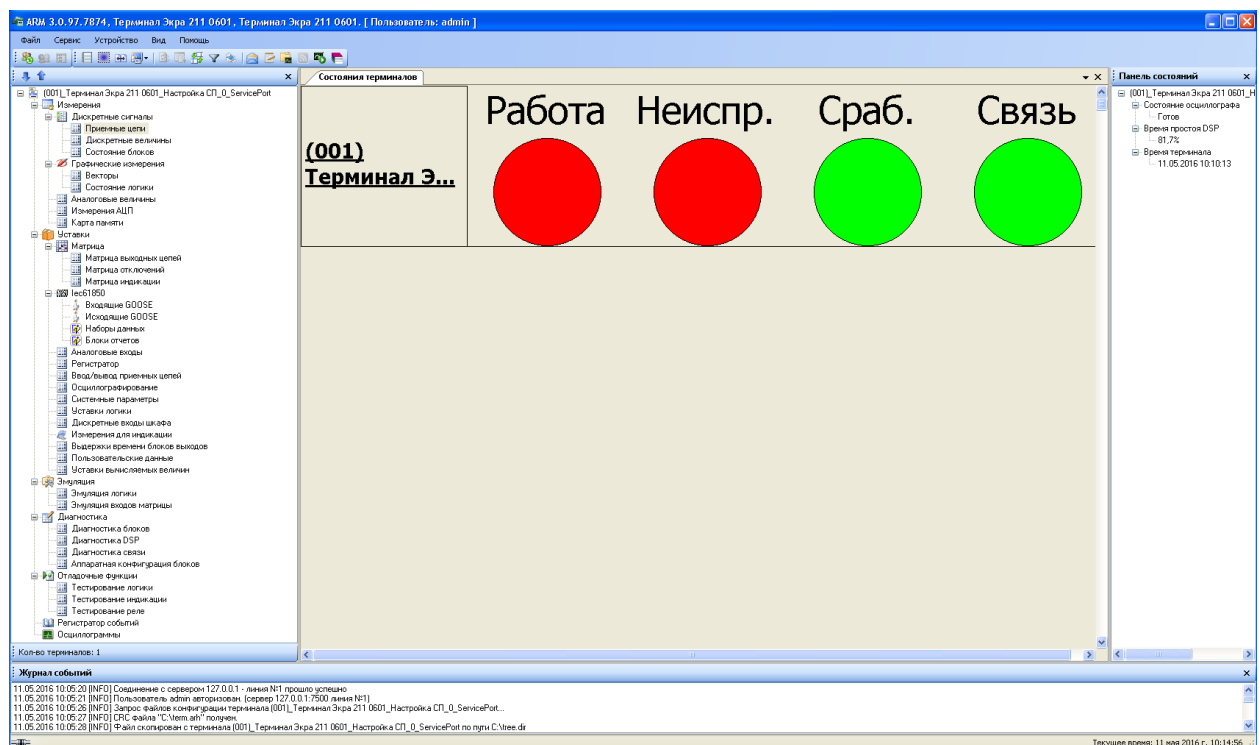 ARM 3.0.97.7874, Терминал Экра 211 0601, Терминал Экра 211 0601. [ Пользователь: admin ]
Файл Сервис Устройство Вид Помощь
(001)_Терминал Экра 211 0601_Настройка СП_0_ServicePort
Измерения
Дискретные сигналы
Приемные цепи
Дискретные величины
Состояние блоков
Графические измерения
Векторы
Состояние логики
Аналоговые величины
Измерения АЦП
Карта памяти
Уставки
Матрица
Матрица выходных цепей
Матрица отключений
Матрица индикации
Iec61850
Входящие GOOSE
Исходящие GOOSE
Наборы данных
Блоки отчетов
Аналоговые входы
Регистратор
Ввод/вывод приемных цепей
Осциллографирование
Системные параметры
Уставки логики
Дискретные входы шкафа
Измерения для индикации
Выдержки времени блоков выходов
Пользовательские данные
Уставки вычисляемых величин
Эмуляция
Эмуляция логики
Эмуляция входов матрицы
Диагностика
Диагностика блоков
Диагностика DSP
Диагностика связи
Аппаратная конфигурация блоков
Отладочные функции
Тестирование логики
Тестирование индикации
Тестирование реле
Регистратор событий
Осциллограммы
Кол-во терминалов: 1
Состояния терминалов
Работа Неиспр. Сраб. Связь
(001)
Терминал Э...
Панель состояний
(001)_Терминал Экра 211 0601_Н
Состояние осциллографа
Готов
Время простоя DSP
81,7%
Время терминала
11.05.2016 10:10:13
Журнал событий
11.05.2016 10:05:20 [INFO] Соединение с сервером 127.0.0.1 - линия №1 прошло успешно
11.05.2016 10:05:21 [INFO] Пользователь admin авторизован. (сервер 127.0.0.1:7500 линия №1)
11.05.2016 10:05:26 [INFO] Запрос файлов конфигурации терминала (001)_Терминал Экра 211 0601_Настройка СП_0_ServicePort...
11.05.2016 10:05:27 [INFO] CRC файла "C:\term.arh" получен.
11.05.2016 10:05:28 [INFO] Файл скопирован с терминала (001)_Терминал Экра 211 0601_Настройка СП_0_ServicePort по пути C:\tree.dir
Текущее время: 11 мая 2016 г. 10:14:56